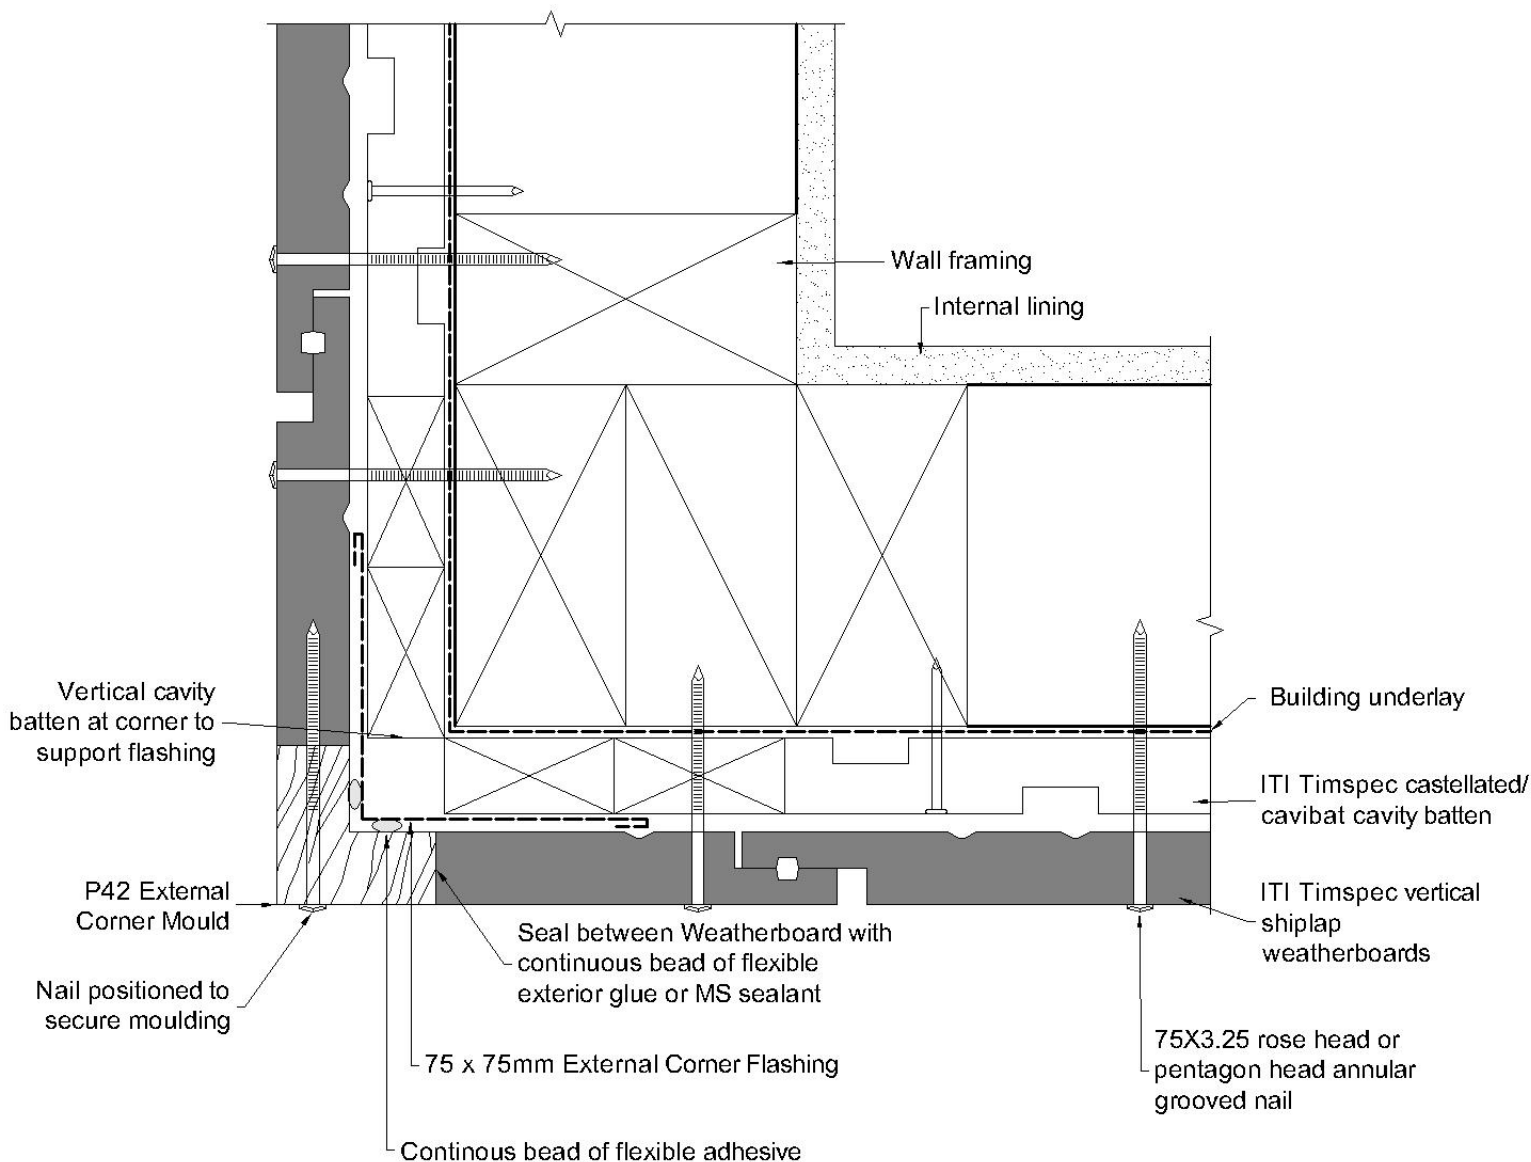 Wall framing
Internal lining
Vertical cavity
batten at corner to
support flashing
Building underlay
ITI Timspec castellated/
cavibat cavity batten
P42 External
Corner Mould
ITI Timspec vertical
shiplap
weatherboards
Seal between Weatherboard with
continuous bead of flexible
exterior glue or MS sealant
Nail positioned to
secure moulding
75 x 75mm External Corner Flashing
75X3.25 rose head or
pentagon head annular
grooved nail
Continous bead of flexible adhesive